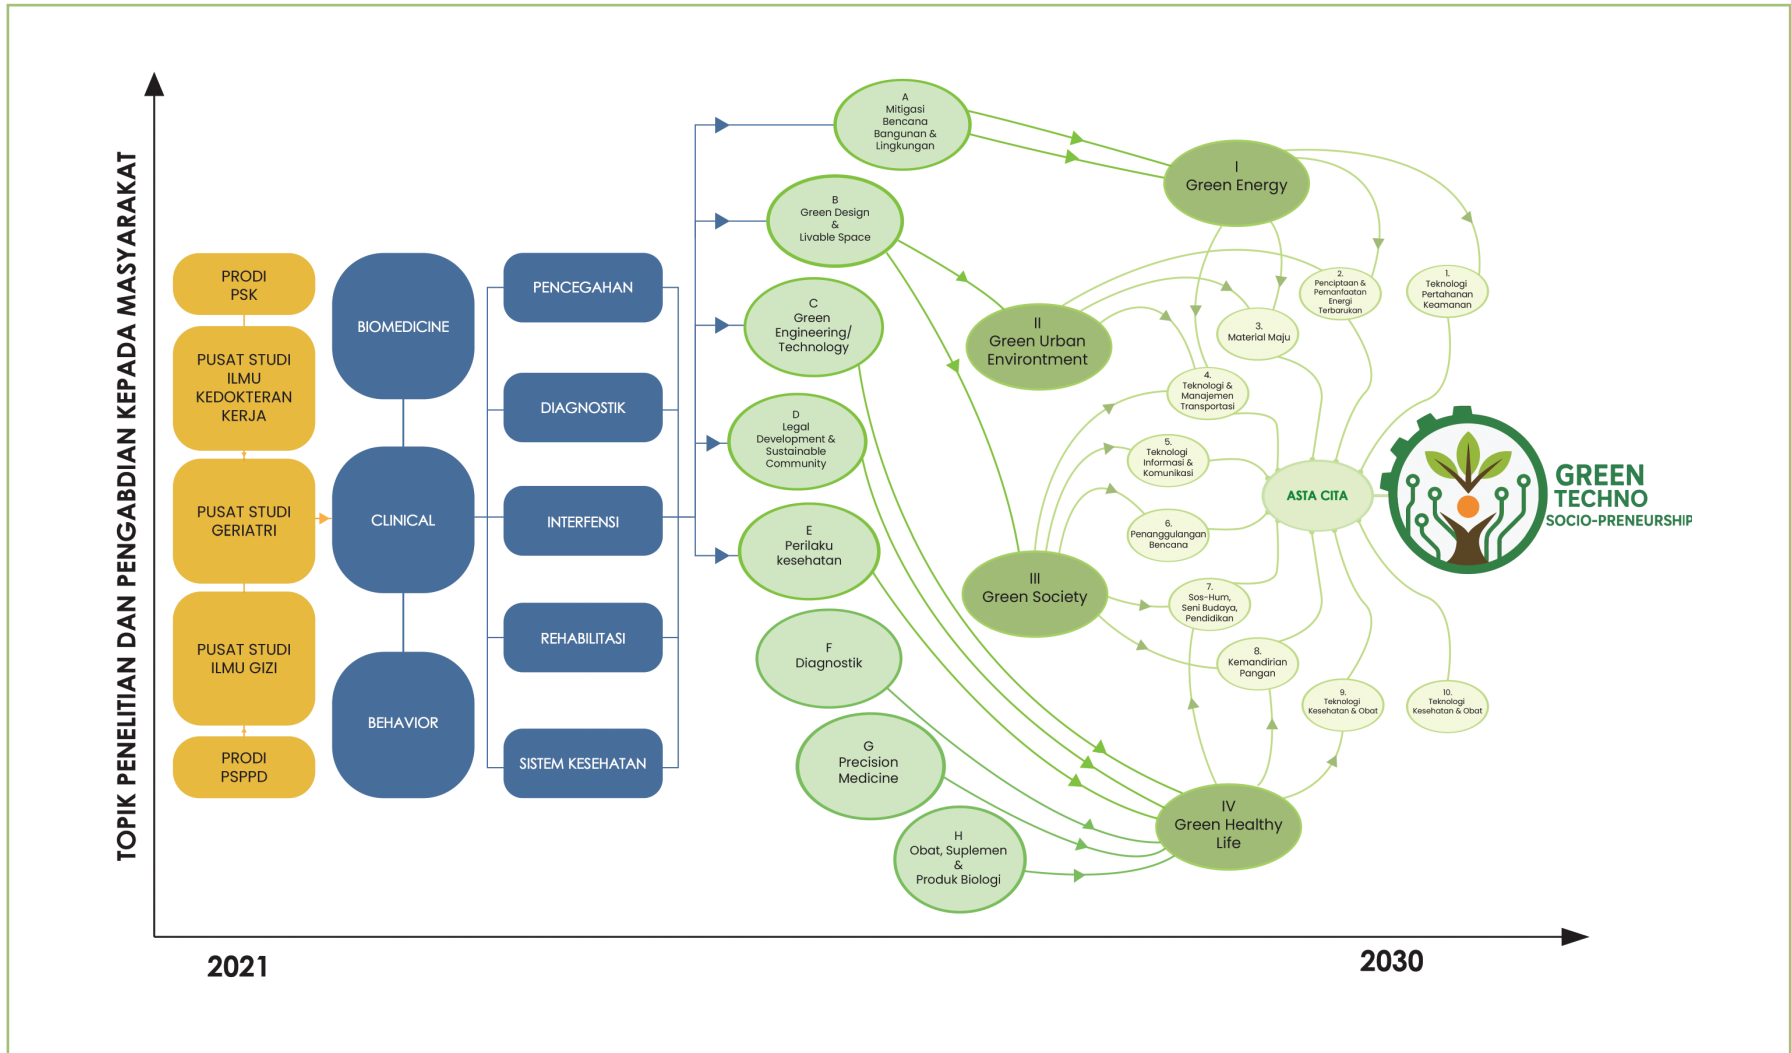 TOPIK PENELITIAN DAN PENGABDIAN KEPADA MASYARAKAT
PRODI
PSK
PUSAT STUDI
ILMU
KEDOKTERAN
KERJA
PUSAT STUDI
GERIATRI
PUSAT STUDI
ILMU GIZI
PRODI
PSPPD
BIOMEDICINE
CLINICAL
BEHAVIOR
PENCEGAHAN
DIAGNOSTIK
INTERFENSI
REHABILITASI
SISTEM KESEHATAN
A
Mitigasi
Bencana
Bangunan &
Lingkungan
B
Green Design
&
Livable Space
C
Green
Engineering/
Technology
D
Legal
Development &
Sustainable
Community
E
Perilaku
kesehatan
F
Diagnostik
G
Precision
Medicine
H
Obat, Suplemen
&
Produk Biologi
I
Green Energy
II
Green Urban
Environtment
III
Green Society
IV
Green Healthy
Life
1.
Teknologi
Pertahanan
Keamanan
2.
Penciptaan &
Pemanfaatan
Energi
Terbarukan
3.
Material Maju
4.
Teknologi &
Manajemen
Transportasi
5.
Teknologi
Informasi &
Komunikasi
6.
Penanggulangan
Bencana
7.
Sos-Hum,
Seni Budaya,
Pendidikan
8.
Kemandirian
Pangan
9.
Teknologi
Kesehatan & Obat
10.
Teknologi
Kesehatan & Obat
ASTA CITA
GREEN
TECHNO
SOCIO-PRENEURSHIP
2021
2030